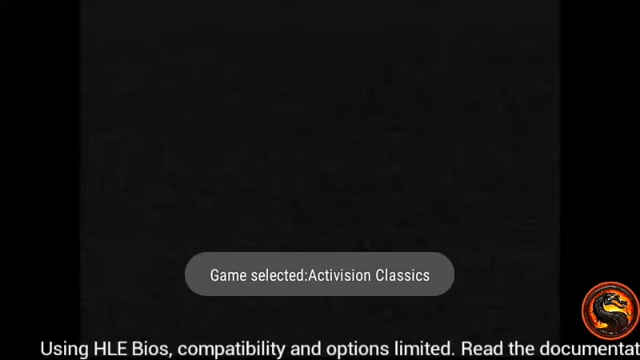 Game selected:Activision Classics
Using HLE Bios, compatibility and options limited. Read the documentat